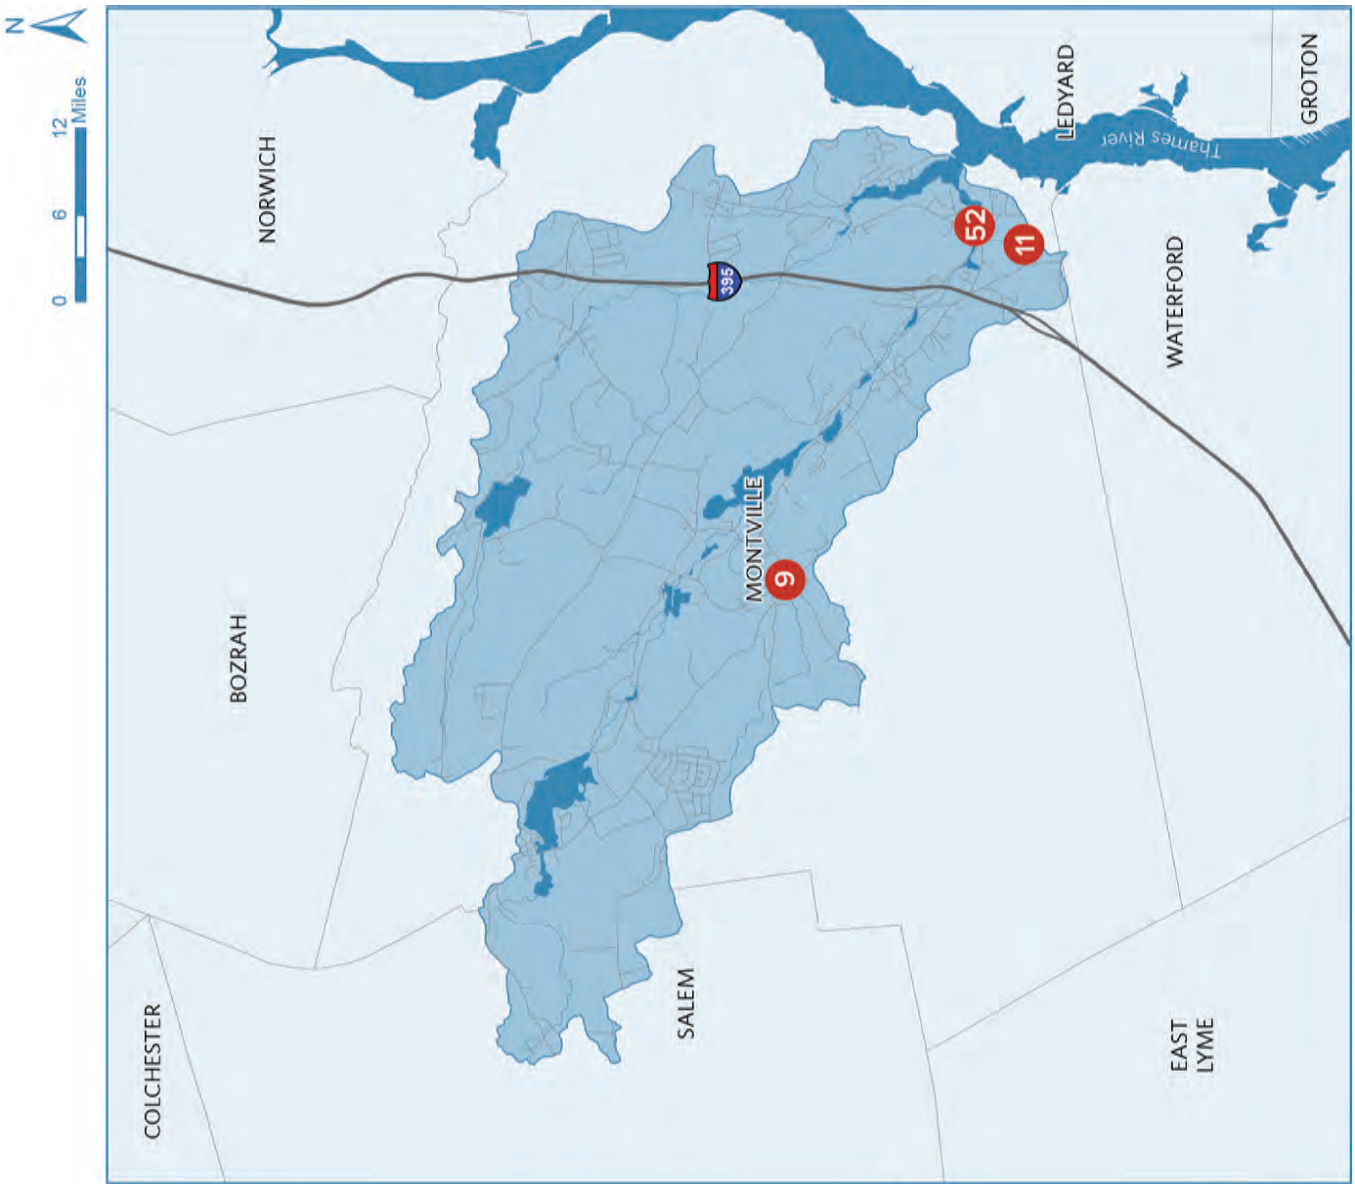 N
0 6 12
Miles
COLCHESTER
BOZRAH
NORWICH
SALEM
395
MONTVILLE
9
52
11
LEDYARD
Thames River
EAST
LYME
WATERFORD
GROTON